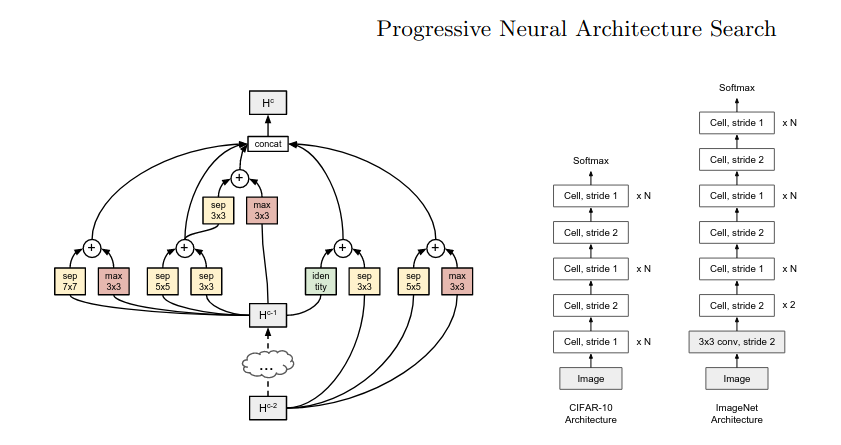 Progressive Neural Architecture Search
H^c
concat
+
sep
3x3
max
3x3
+
+
+
+
sep
7x7
max
3x3
sep
5x5
sep
3x3
iden
tity
sep
3x3
sep
5x5
max
3x3
H^c-1
...
H^c-2
Softmax
Cell, stride 1 x N
Cell, stride 2
Cell, stride 1 x N
Cell, stride 2
Cell, stride 1 x N
Image
CIFAR-10
Architecture
Softmax
Cell, stride 1 x N
Cell, stride 2
Cell, stride 1 x N
Cell, stride 2
Cell, stride 1 x N
Cell, stride 2 x 2
3x3 conv, stride 2
Image
ImageNet
Architecture